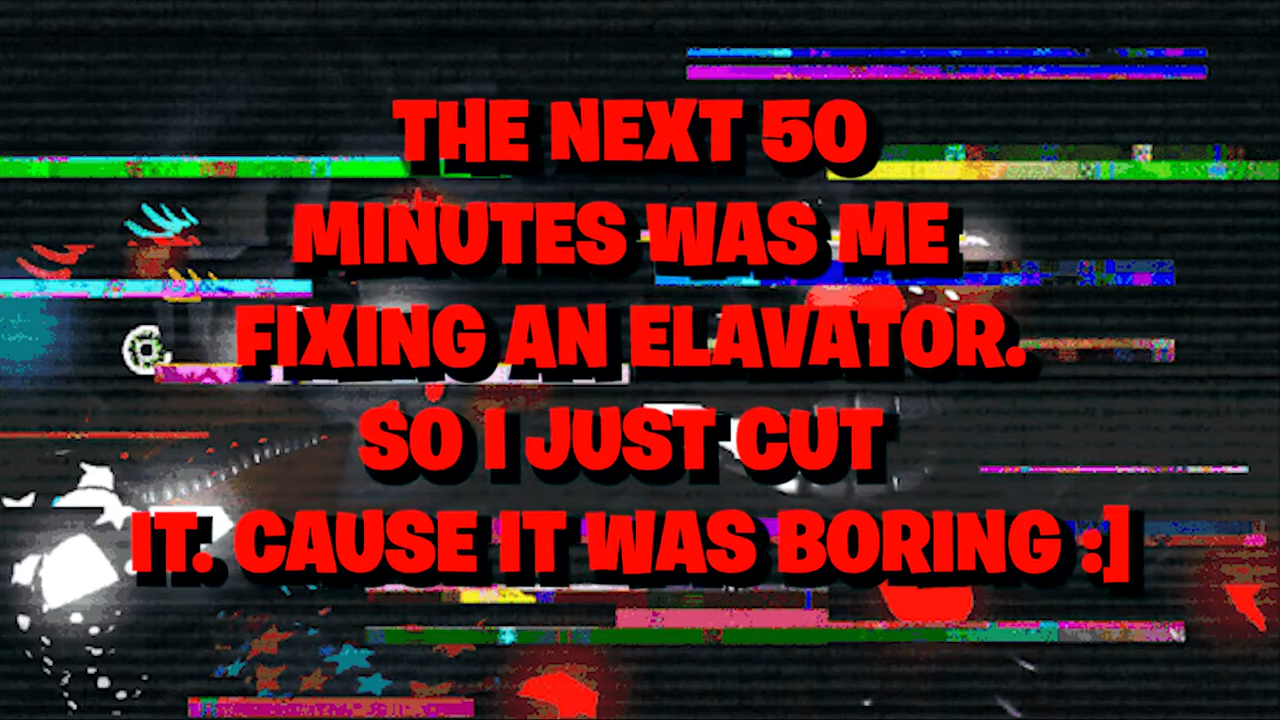 THE NEXT 50
MINUTES WAS ME
FIXING AN ELAVATOR.
SO I JUST CUT
IT. CAUSE IT WAS BORING :]